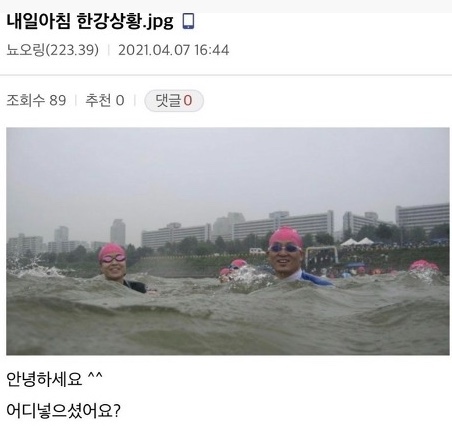 내일아침 한강상황.jpg
뇨오링(223.39) | 2021.04.07 16:44
조회수 89 | 추천 0 | 댓글 0
안녕하세요 ^^
어디넣으셨어요?